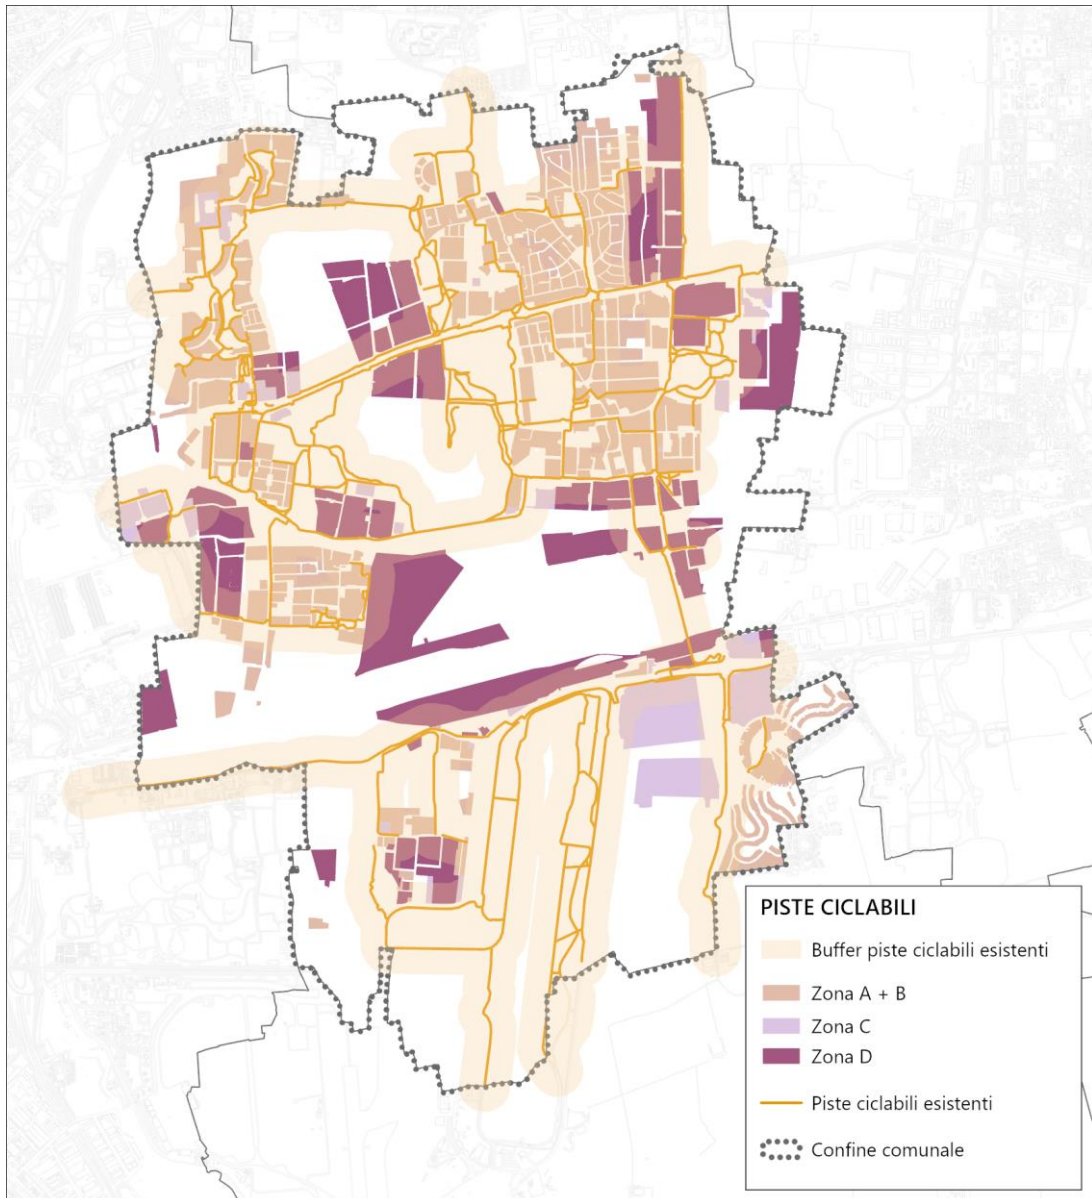 PISTE CICLABILI
Buffer piste ciclabili esistenti
Zona A + B
Zona C
Zona D
Piste ciclabili esistenti
Confine comunale